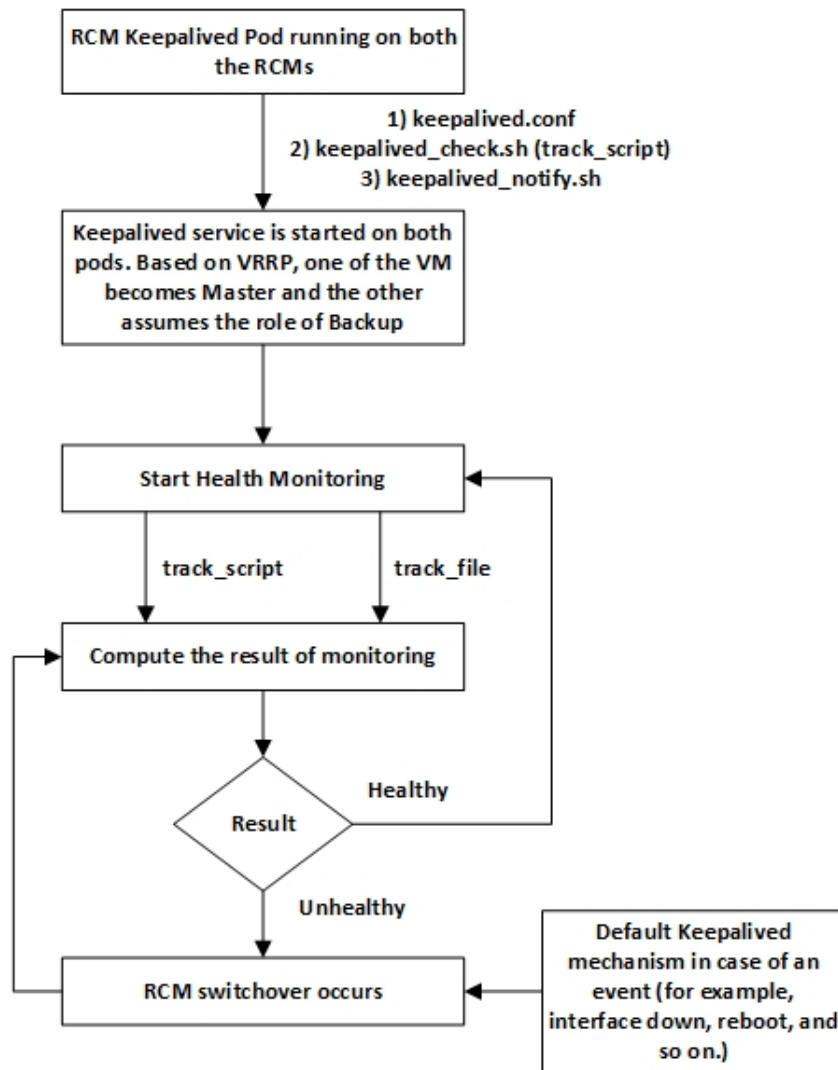 RCM Keepalived Pod running on both
the RCMs
1) keepalived.conf
2) keepalived_check.sh (track_script)
3) keepalived_notify.sh
Keepalived service is started on both
pods. Based on VRRP, one of the VM
becomes Master and the other
assumes the role of Backup
Start Health Monitoring
track_script
track_file
Compute the result of monitoring
Healthy
Result
Unhealthy
Default Keepalived
mechanism in case of an
event (for example,
interface down, reboot, and
so on.)
RCM switchover occurs